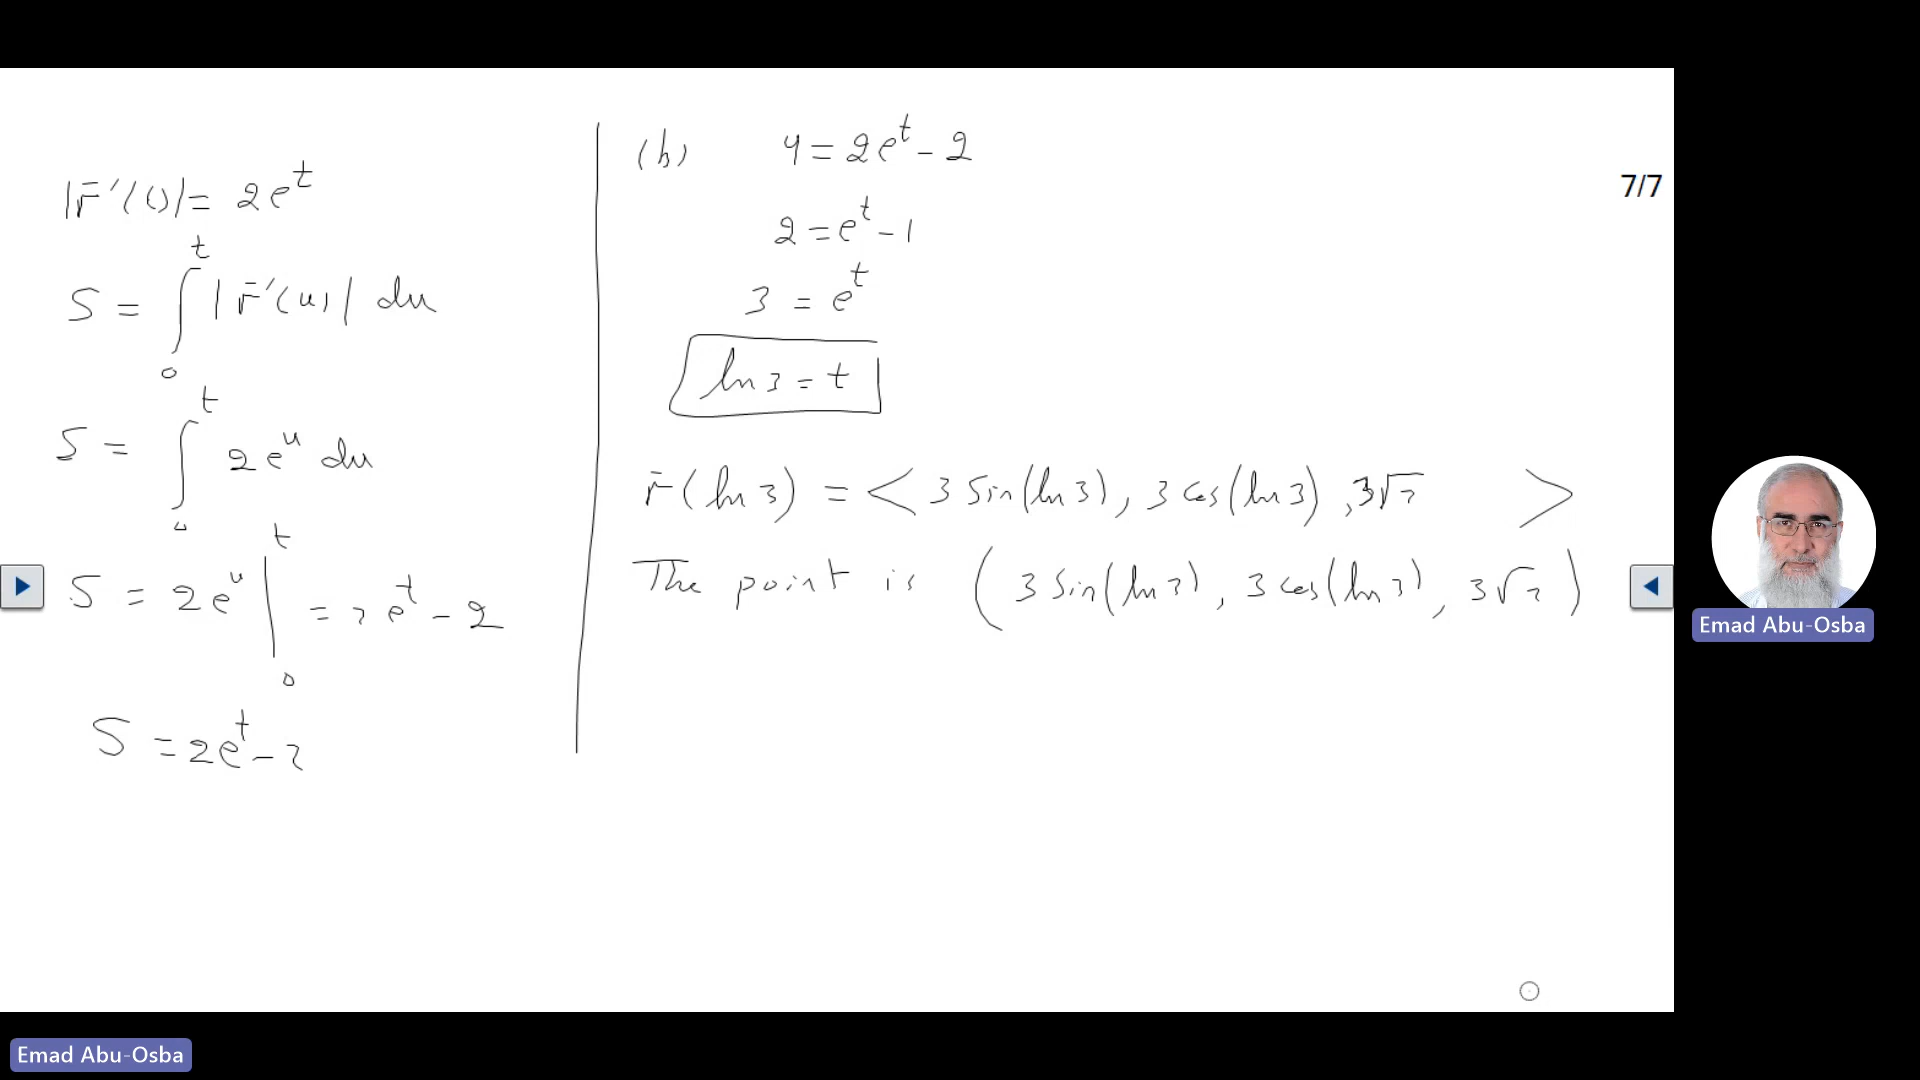 |r̄′(t)| = 2e^t
S = ∫₀^t |r̄′(u)| du
S = ∫₀^t 2e^u du
S = 2e^u |₀^t = 2e^t − 2
S = 2e^t − 2
(b) 4 = 2e^t − 2
2 = e^t − 1
3 = e^t
ln 3 = t
r̄(ln 3) = < 3 Sin(ln 3), 3 cos(ln 3), 3√2 >
The point is (3 Sin(ln 3), 3 cos(ln 3), 3√2)
7/7
Emad Abu-Osba
Emad Abu-Osba